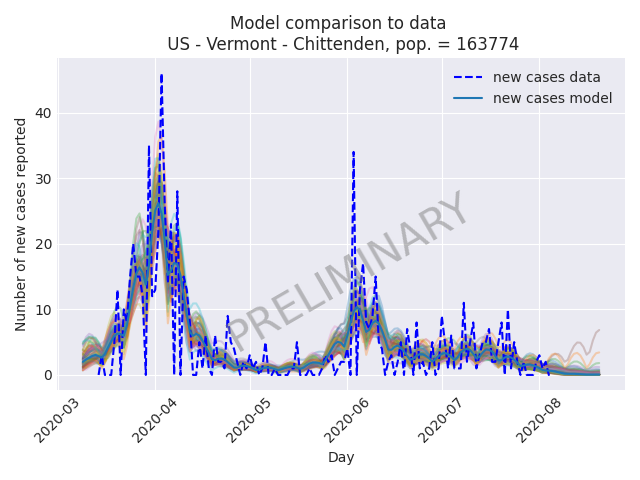 Model comparison to data
US - Vermont - Chittenden, pop. = 163774
new cases data
new cases model
Number of new cases reported
40
30
20
10
0
PRELIMINARY
2020-03
2020-04
2020-05
2020-06
2020-07
2020-08
Day